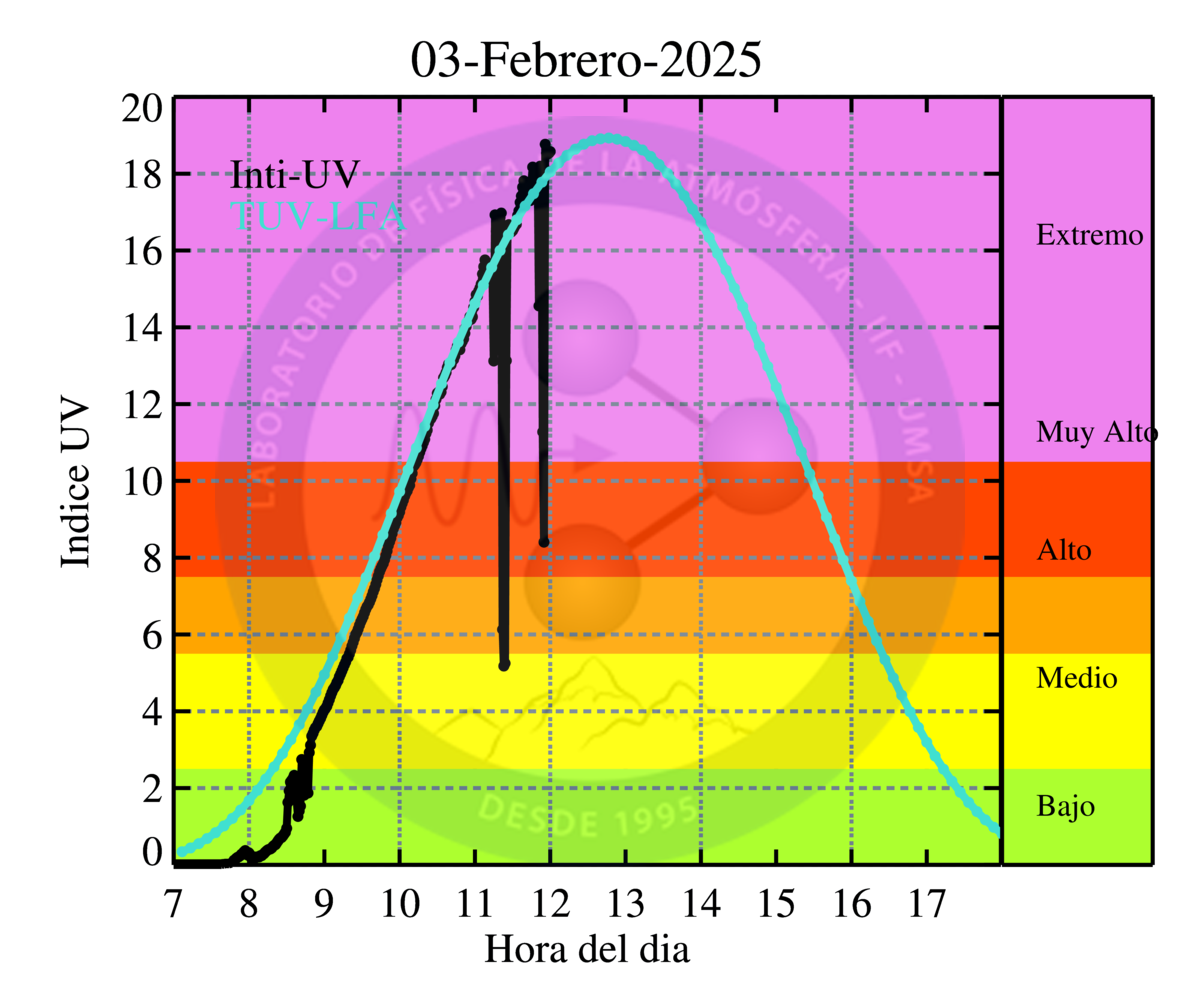 03-Febrero-2025
Inti-UV
TUV-LFA
Indice UV
20
18
16
14
12
10
8
6
4
2
0
7 8 9 10 11 12 13 14 15 16 17
Hora del dia
Extremo
Muy Alto
Alto
Medio
Bajo
LABORATORIO DE FÍSICA DE LA ATMÓSFERA - IIF - UMSA
DESDE 1995